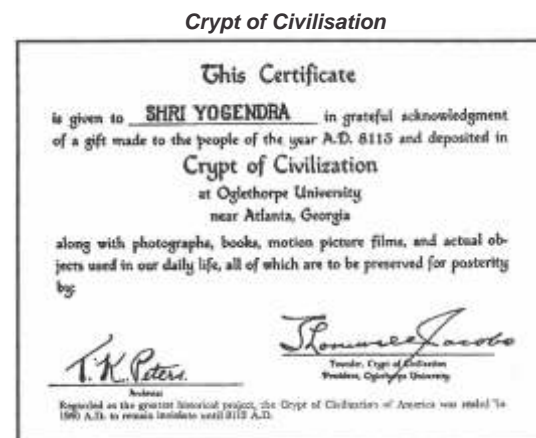 Crypt of Civilisation
This Certificate
is given to SHRI YOGENDRA in grateful acknowledgment
of a gift made to the people of the year A.D. 8113 and deposited in
Crypt of Civilization
at Oglethorpe University
near Atlanta, Georgia
along with photographs, books, motion picture films, and actual ob-
jects used in our daily life, all of which are to be preserved for posterity
by:
T. K. Peters.
Thornwell Jacobs
Archivist
Founder, Crypt of Civilization
President, Oglethorpe University
Regarded as the greatest historical project, the Crypt of Civilization of America was sealed in
1940 A.D. to remain inviolate until 8113 A.D.